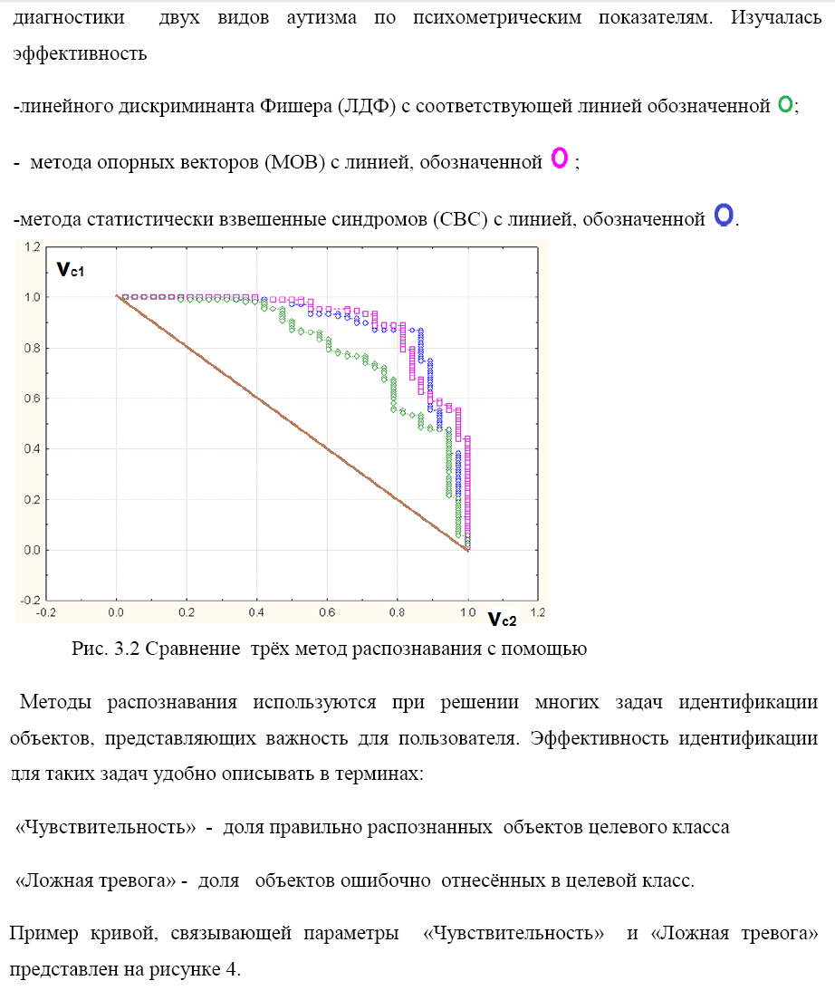 диагностики двух видов аутизма по психометрическим показателям. Изучалась
эффективность
-линейного дискриминанта Фишера (ЛДФ) с соответствующей линией обозначенной O;
- метода опорных векторов (МОВ) с линией, обозначенной O ;
-метода статистически взвешенные синдромов (СВС) с линией, обозначенной O.
1.2
Vc1
1.0
0.8
0.6
0.4
0.2
0.0
-0.2
-0.2 0.0 0.2 0.4 0.6 0.8 1.0 1.2
Vc2
Рис. 3.2 Сравнение трёх метод распознавания с помощью
Методы распознавания используются при решении многих задач идентификации
объектов, представляющих важность для пользователя. Эффективность идентификации
для таких задач удобно описывать в терминах:
«Чувствительность» - доля правильно распознанных объектов целевого класса
«Ложная тревога» - доля объектов ошибочно отнесённых в целевой класс.
Пример кривой, связывающей параметры «Чувствительность» и «Ложная тревога»
представлен на рисунке 4.